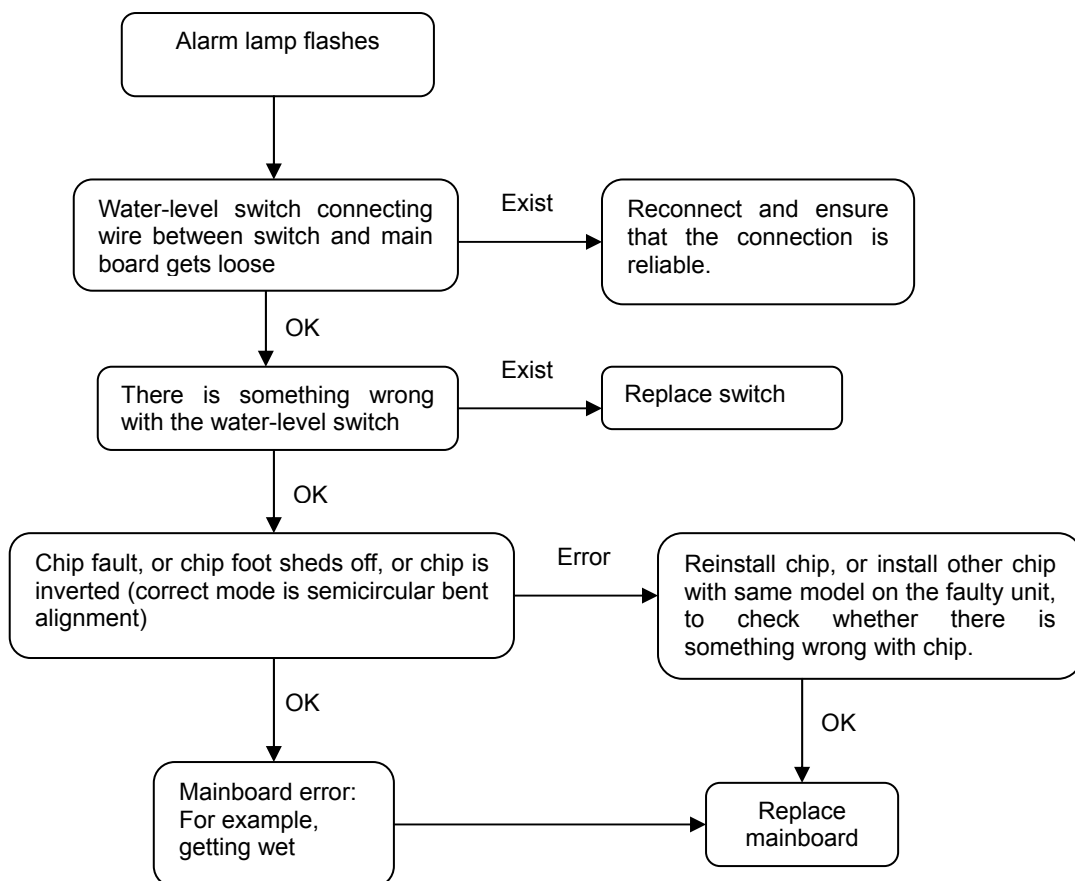 Alarm lamp flashes
Water-level switch connecting
wire between switch and main
board gets loose
Exist
Reconnect and ensure
that the connection is
reliable.
OK
There is something wrong
with the water-level switch
Exist
Replace switch
OK
Chip fault, or chip foot sheds off, or chip is
inverted (correct mode is semicircular bent
alignment)
Error
Reinstall chip, or install other chip
with same model on the faulty unit,
to check whether there is
something wrong with chip.
OK
OK
Mainboard error:
For example,
getting wet
Replace
mainboard